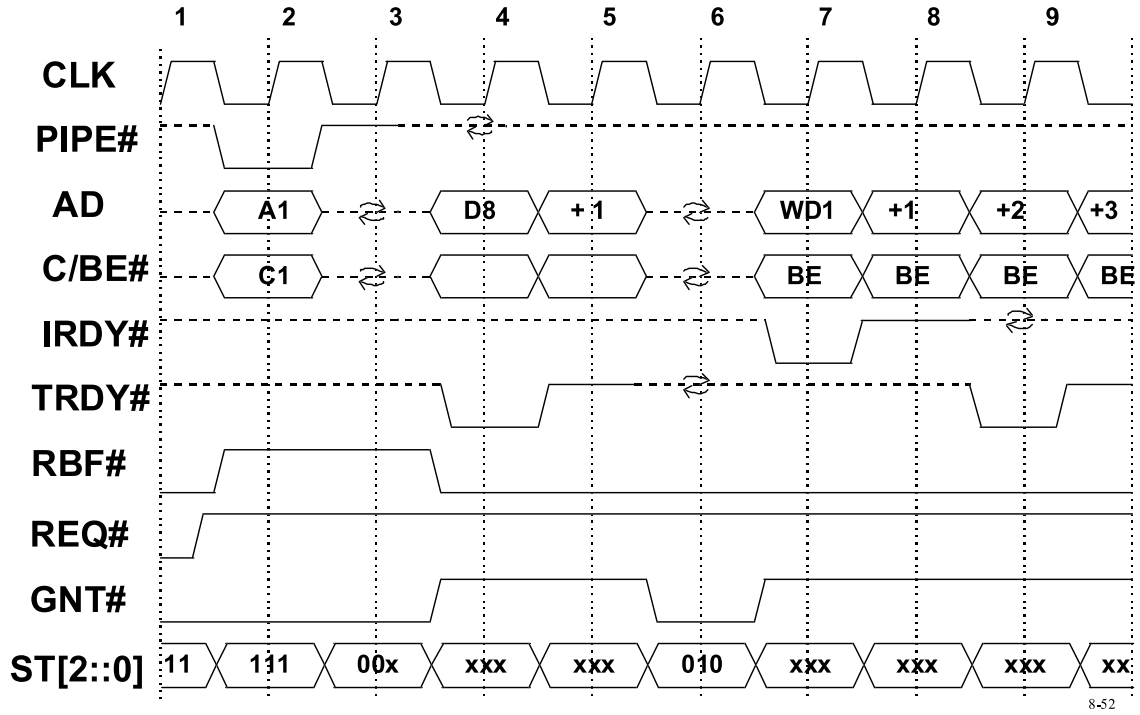 1 2 3 4 5 6 7 8 9
CLK
PIPE#
AD A1 D8 +1 WD1 +1 +2 +3
C/BE# C1 BE BE BE BE
IRDY#
TRDY#
RBF#
REQ#
GNT#
ST[2::0] 11 111 00x xxx xxx 010 xxx xxx xxx xx
8-52